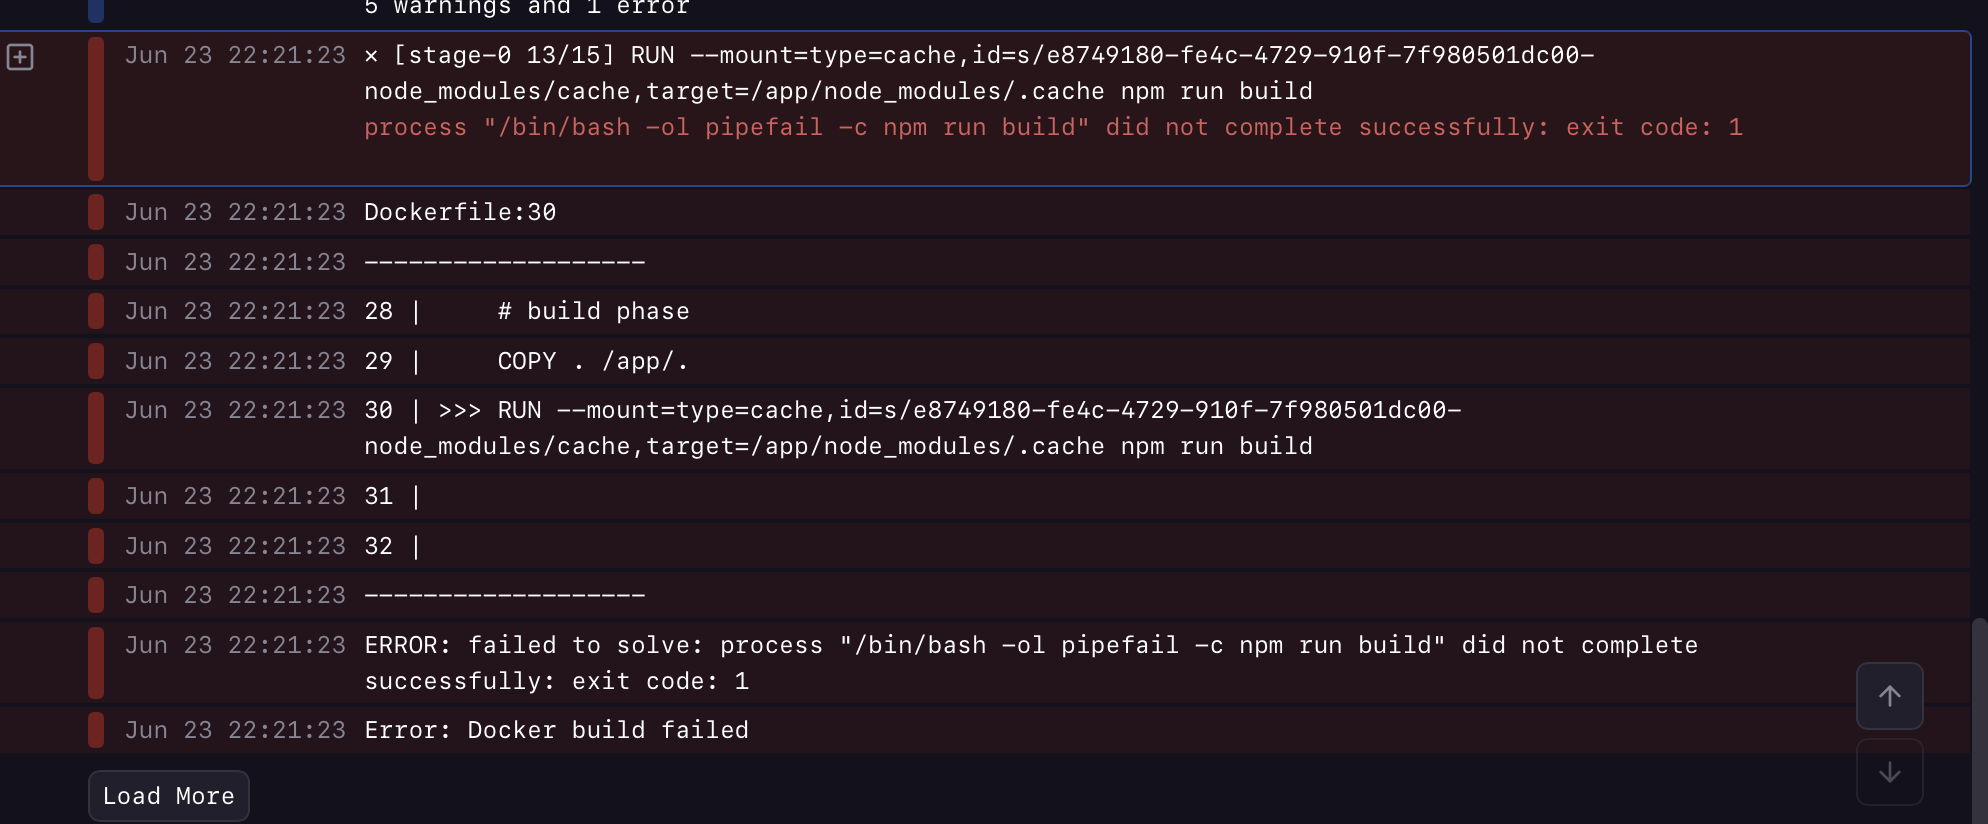 5 warnings and 1 error
Jun 23 22:21:23 × [stage-0 13/15] RUN --mount=type=cache,id=s/e8749180-fe4c-4729-910f-7f980501dc00-
node_modules/cache,target=/app/node_modules/.cache npm run build
process "/bin/bash -ol pipefail -c npm run build" did not complete successfully: exit code: 1
Jun 23 22:21:23 Dockerfile:30
Jun 23 22:21:23 -------------------
Jun 23 22:21:23 28 |     # build phase
Jun 23 22:21:23 29 |     COPY . /app/.
Jun 23 22:21:23 30 | >>> RUN --mount=type=cache,id=s/e8749180-fe4c-4729-910f-7f980501dc00-
node_modules/cache,target=/app/node_modules/.cache npm run build
Jun 23 22:21:23 31 |
Jun 23 22:21:23 32 |
Jun 23 22:21:23 -------------------
Jun 23 22:21:23 ERROR: failed to solve: process "/bin/bash -ol pipefail -c npm run build" did not complete
successfully: exit code: 1
Jun 23 22:21:23 Error: Docker build failed
Load More